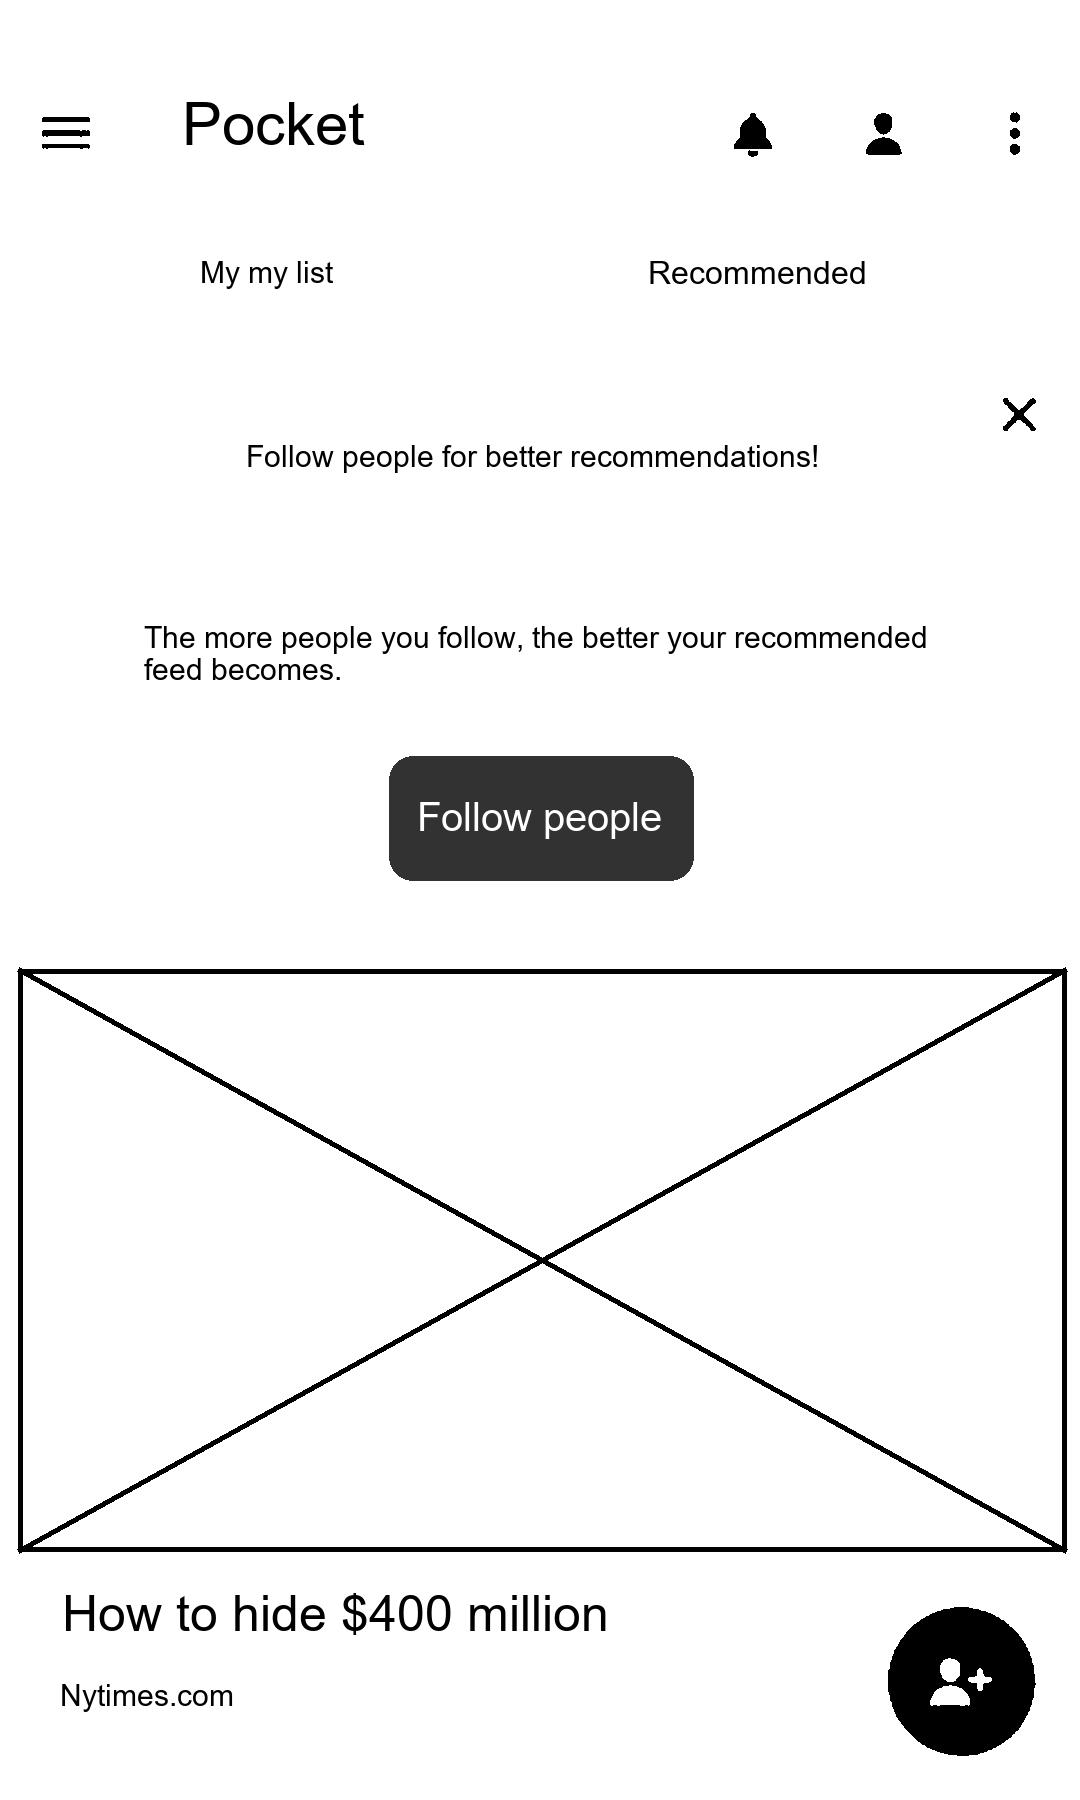 Pocket
My my list
Recommended
Follow people for better recommendations!
The more people you follow, the better your recommended
feed becomes.
Follow people
How to hide $400 million
Nytimes.com